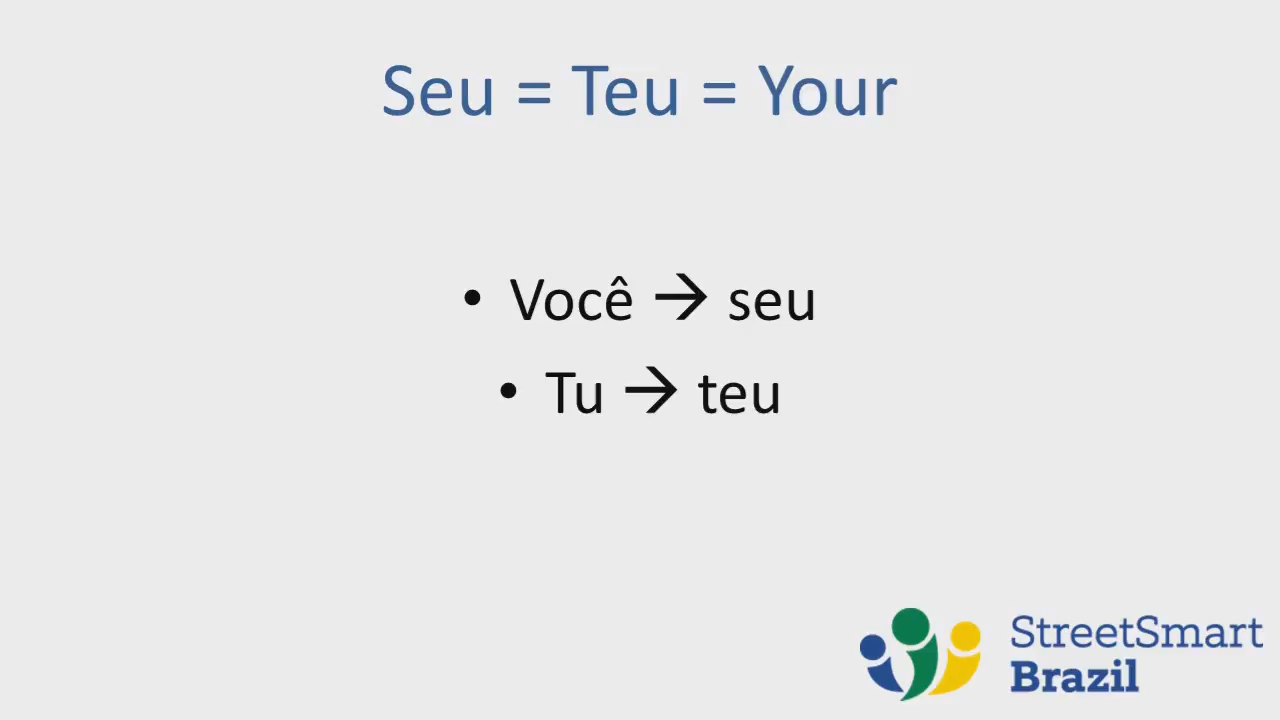 Seu = Teu = Your
• Você → seu
• Tu → teu
StreetSmart
Brazil